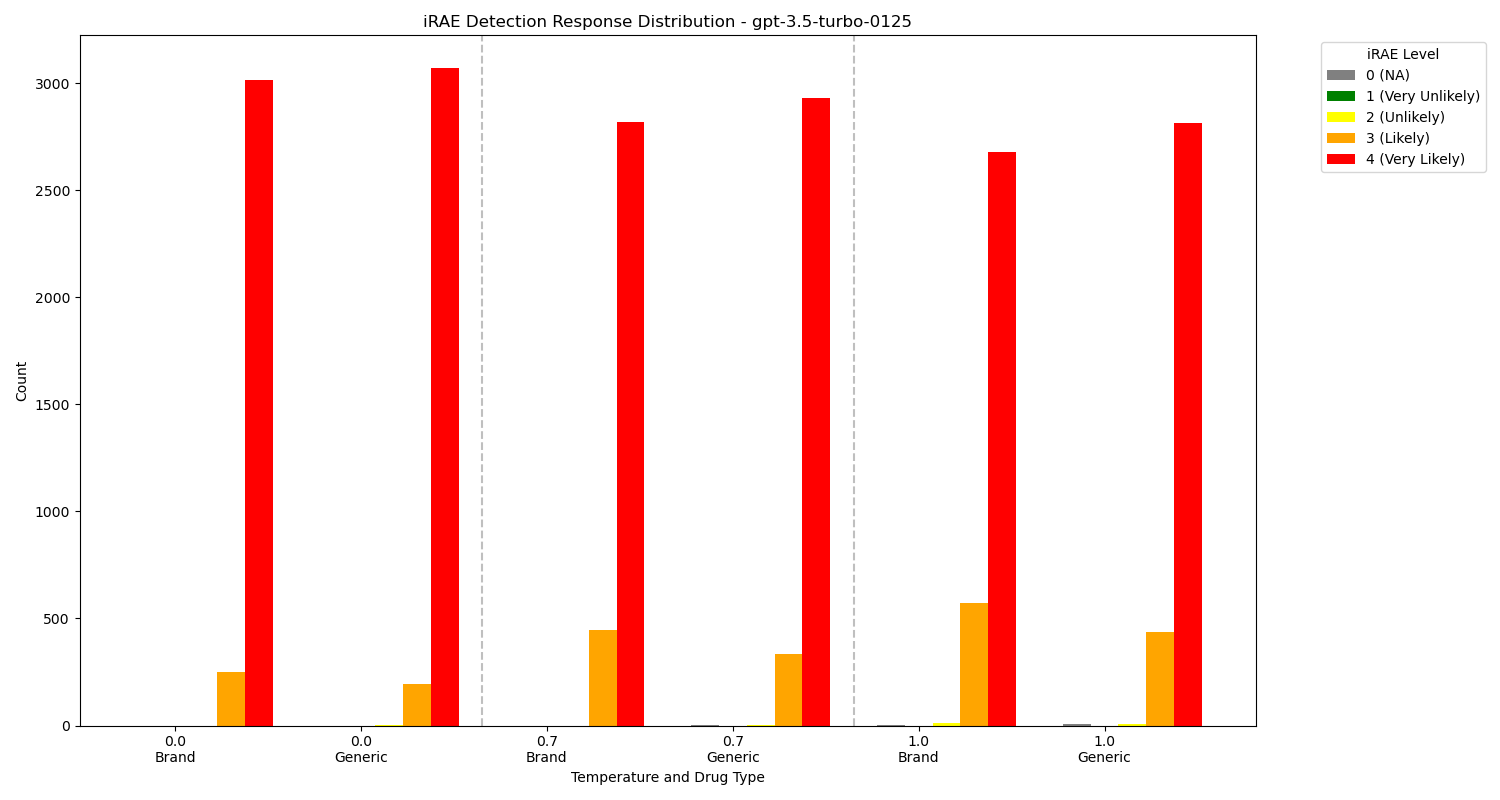 iRAE Detection Response Distribution - gpt-3.5-turbo-0125
iRAE Level
0 (NA)
1 (Very Unlikely)
2 (Unlikely)
3 (Likely)
4 (Very Likely)
Count
3000
2500
2000
1500
1000
500
0
0.0
Brand
0.0
Generic
0.7
Brand
0.7
Generic
1.0
Brand
1.0
Generic
Temperature and Drug Type